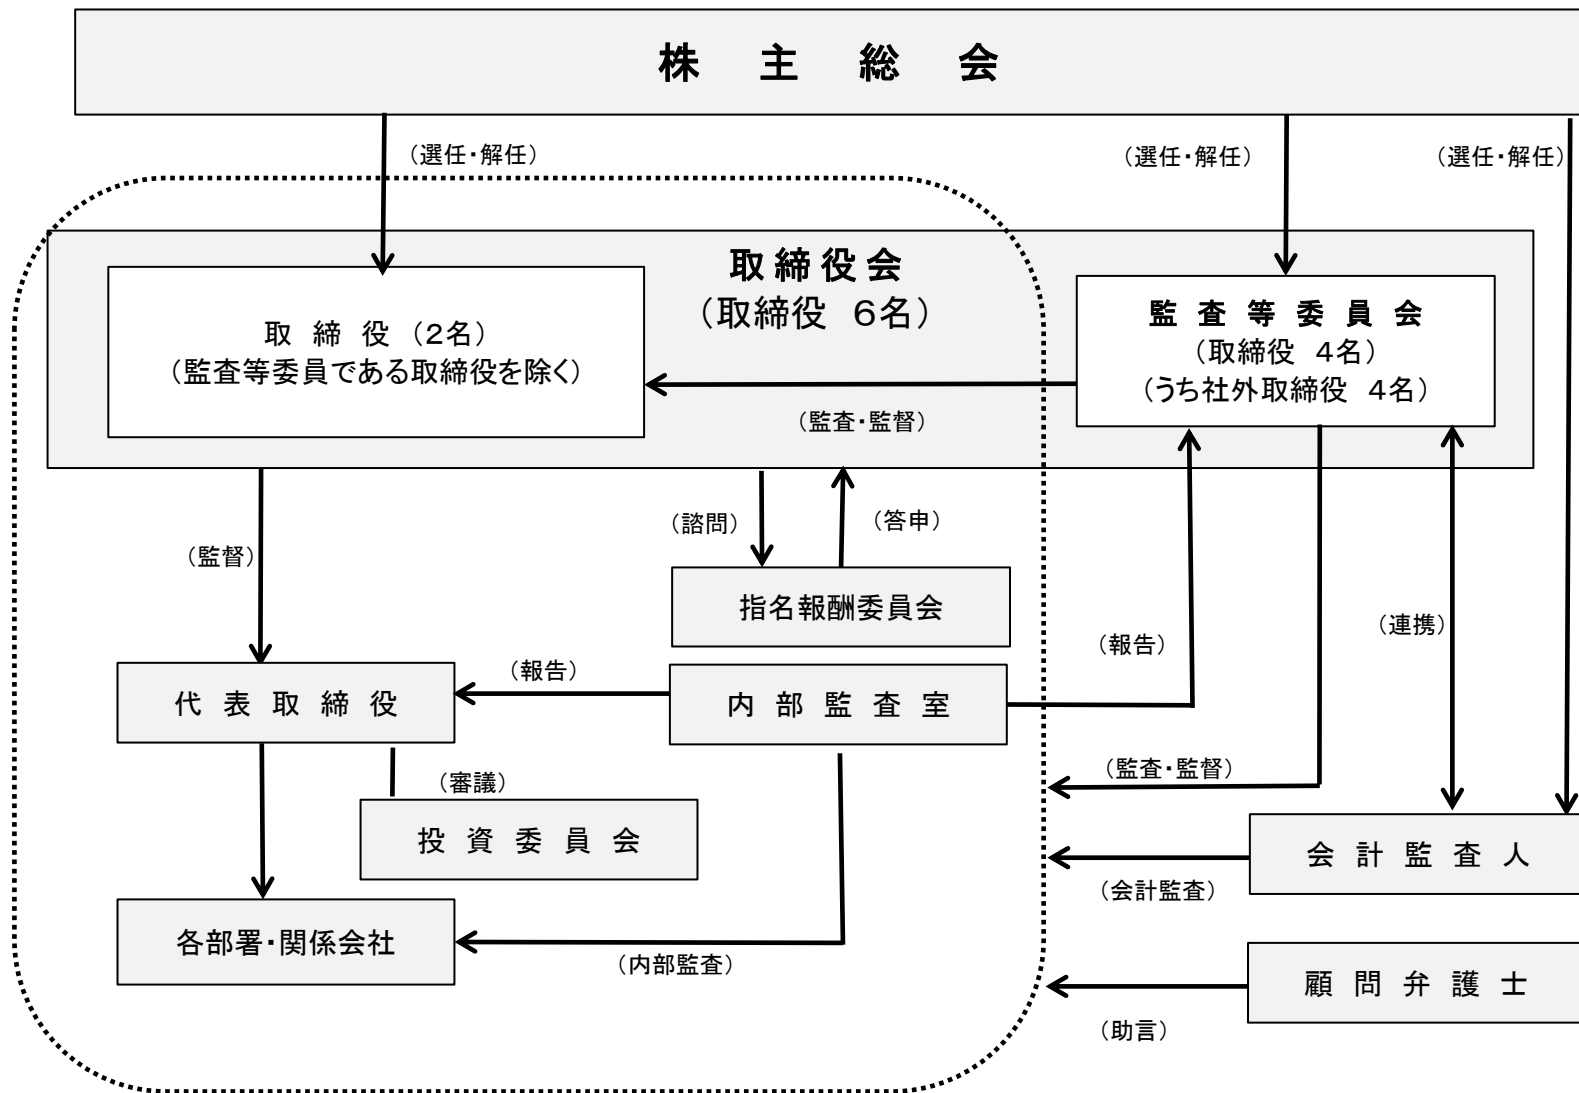 株 主 総 会
（選任・解任）
（選任・解任）
（選任・解任）
取締役会
（取締役 6名）
取 締 役 （2名）
（監査等委員である取締役を除く）
監 査 等 委 員 会
（取締役 4名）
（うち社外取締役 4名）
（監査・監督）
（監督）
（諮問）
（答申）
指名報酬委員会
（報告）
（連携）
代 表 取 締 役
（報告）
内 部 監 査 室
（審議）
（監査・監督）
投 資 委 員 会
会 計 監 査 人
（会計監査）
各部署・関係会社
（内部監査）
顧 問 弁 護 士
（助言）